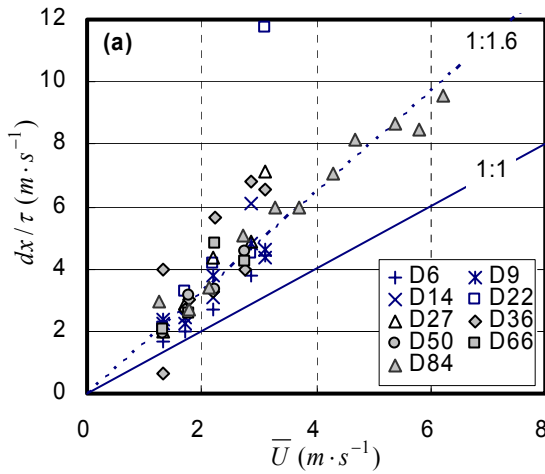 (a)
1:1.6
1:1
12
10
8
6
4
2
0
dx/τ (m·s⁻¹)
D6 D9
D14 D22
D27 D36
D50 D66
D84
0 2 4 6 8
U̅ (m·s⁻¹)